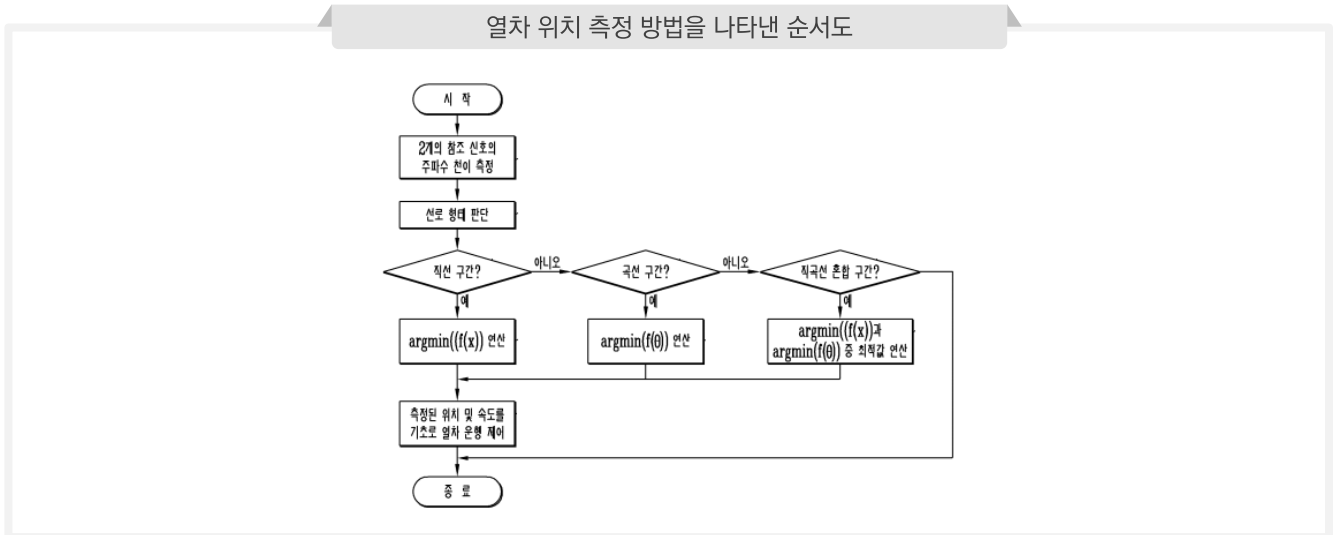 열차 위치 측정 방법을 나타낸 순서도
시 작
2개의 참조 신호의
주파수 천이 측정
선로 형태 판단
직선 구간?
아니오
곡선 구간?
아니오
직곡선 혼합 구간?
예
예
예
argmin((f(x)) 연산
argmin(f(θ)) 연산
argmin((f(x))과
argmin(f(θ)) 중 최적값 연산
측정된 위치 및 속도를
기초로 열차 운행 제어
종 료